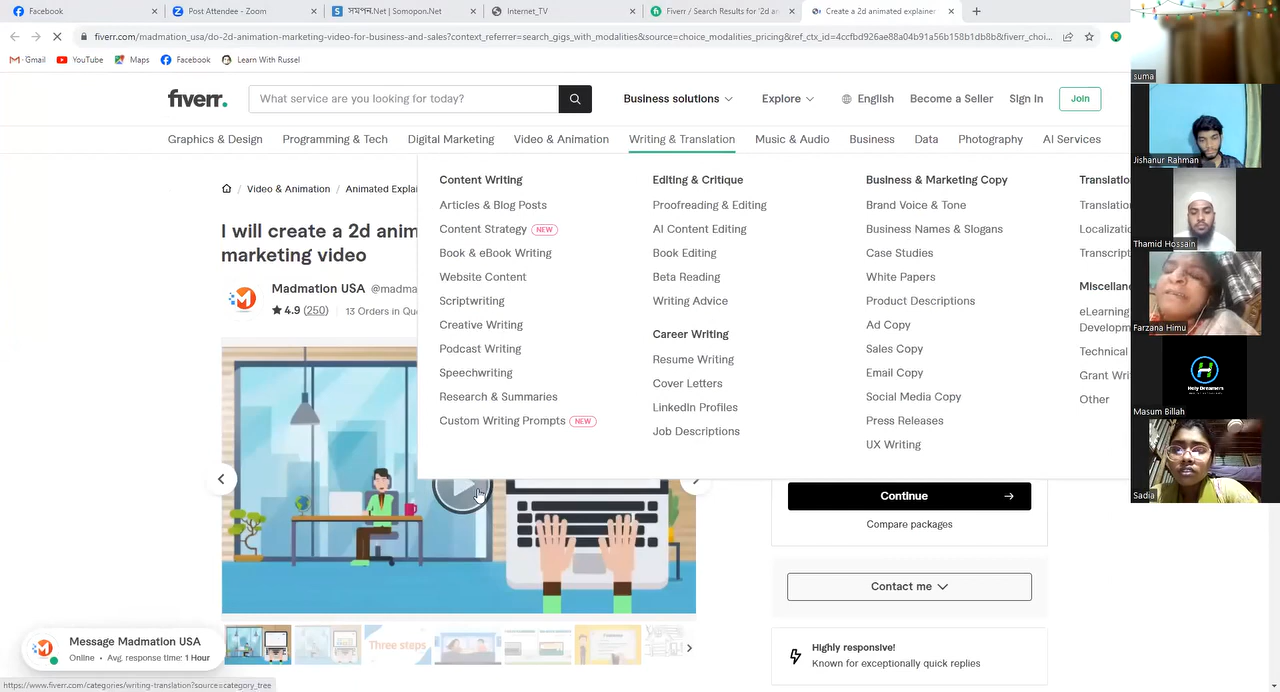 Facebook
Post Attendee - Zoom
সমপন.Net | Somopon.Net
Internet_TV
Fiverr / Search Results for '2d an
Create a 2d animated explainer
fiverr.com/madmation_usa/do-2d-animation-marketing-video-for-business-and-sales?context_referrer=search_gigs_with_modalities&source=choice_modalities_pricing&ref_ctx_id=4ccfbd926ae88a04b91a56b158b1db8b&fiverr_choi...
Gmail
YouTube
Maps
Facebook
Learn With Russel
suma
fiverr.
What service are you looking for today?
Business solutions
Explore
English
Become a Seller
Sign in
Join
Graphics & Design
Programming & Tech
Digital Marketing
Video & Animation
Writing & Translation
Music & Audio
Business
Data
Photography
AI Services
Jishanur Rahman
Video & Animation / Animated Explai
I will create a 2d anim
marketing video
Madmation USA @madma
4.9 (250) | 13 Orders in Qu
Content Writing
Articles & Blog Posts
Content Strategy NEW
Book & eBook Writing
Website Content
Scriptwriting
Creative Writing
Podcast Writing
Speechwriting
Research & Summaries
Custom Writing Prompts NEW
Editing & Critique
Proofreading & Editing
AI Content Editing
Book Editing
Beta Reading
Writing Advice
Career Writing
Resume Writing
Cover Letters
LinkedIn Profiles
Job Descriptions
Business & Marketing Copy
Brand Voice & Tone
Business Names & Slogans
Case Studies
White Papers
Product Descriptions
Ad Copy
Sales Copy
Email Copy
Social Media Copy
Press Releases
UX Writing
Translatio
Translatio
Localizatio
Transcript
Miscellane
eLearning
Developm
Technical
Grant Wri
Other
Thamid Hossain
Farzana Himu
H
Holy Dreamers
Masum Billah
Sadia
Continue
Compare packages
Contact me
Highly responsive!
Known for exceptionally quick replies
Three steps
Message Madmation USA
Online • Avg. response time: 1 Hour
https://www.fiverr.com/categories/writing-translation?source=category_tree